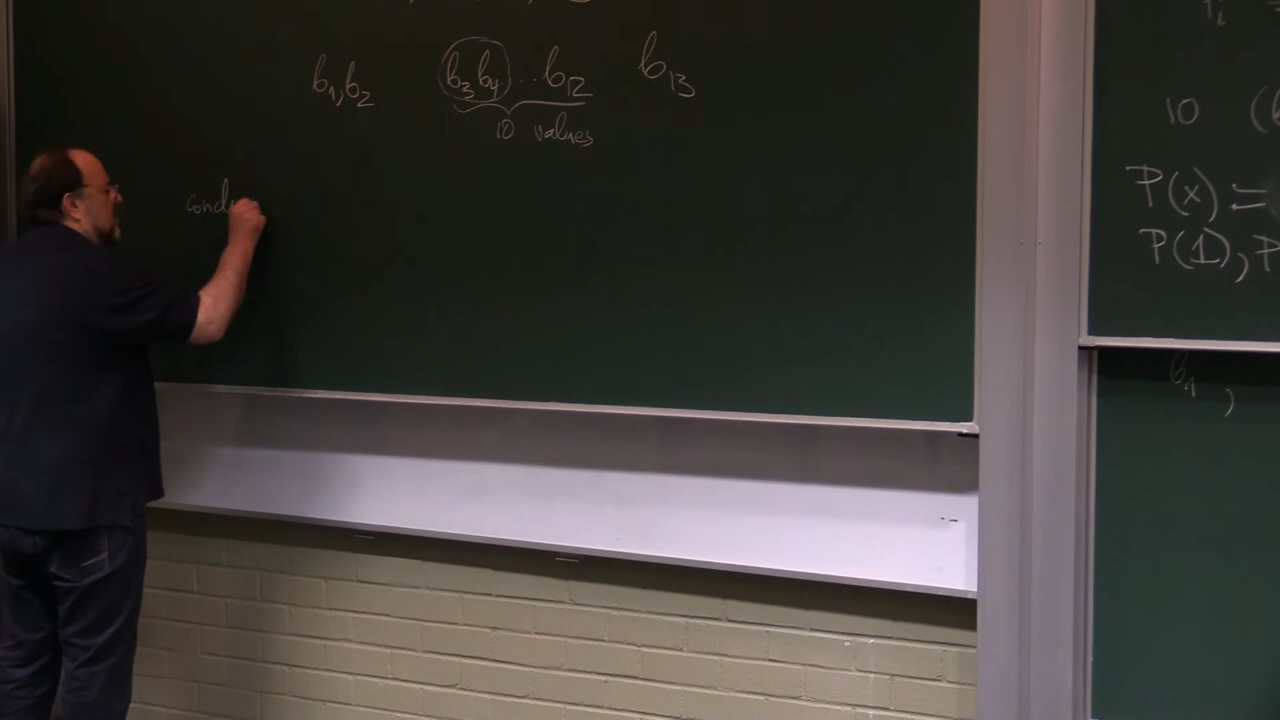 b₁, b₂ b₃ b₄ ... b₁₂ b₁₃
10 values
conclu
10 (
P(x) =
P(1), P